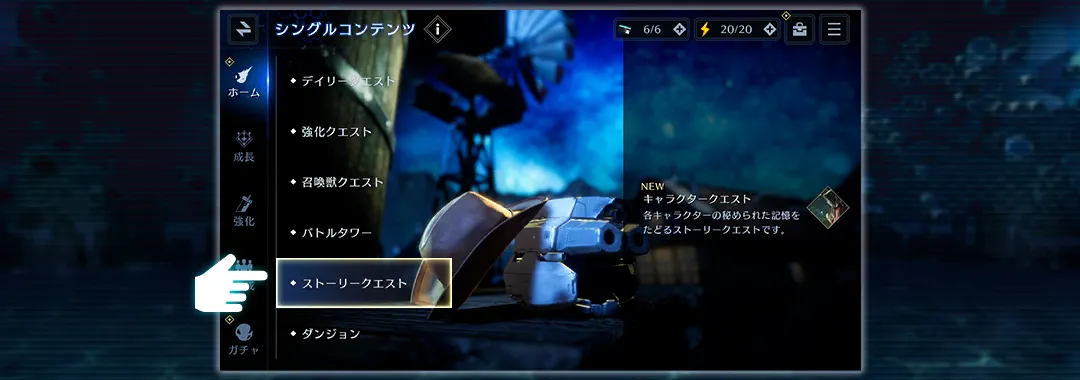 シングルコンテンツ
6/6
20/20
ホーム
成長
強化
ガチャ
デイリークエスト
強化クエスト
召喚獣クエスト
バトルタワー
ストーリークエスト
ダンジョン
NEW
キャラクタークエスト
各キャラクターの秘められた記憶を
たどるストーリークエストです。